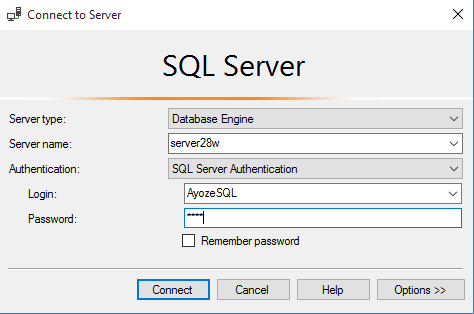 Connect to Server
SQL Server
Server type: Database Engine
Server name: server28w
Authentication: SQL Server Authentication
Login: AyozeSQL
Password: ****
Remember password
Connect Cancel Help Options >>